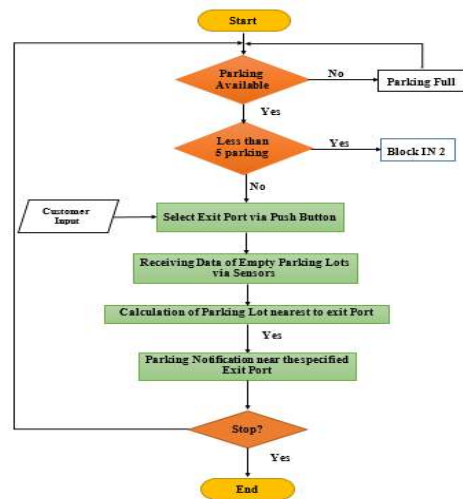 Start
Parking
Available
No
Parking Full
Yes
Less than
5 parking
Yes
Block IN 2
No
Customer
Input
Select Exit Port via Push Button
Receiving Data of Empty Parking Lots
via Sensors
Calculation of Parking Lot nearest to exit Port
Yes
Parking Notification near the specified
Exit Port
Stop?
Yes
End